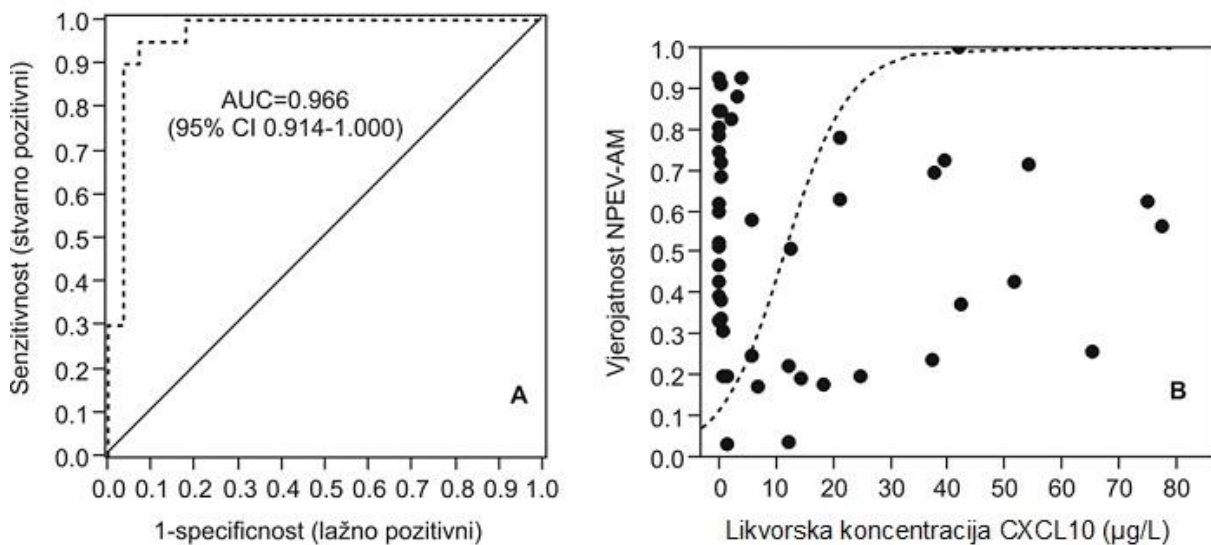 1.0
0.9
0.8
0.7
0.6
0.5
0.4
0.3
0.2
0.1
0.0
Senzitivnost (stvarno pozitivni)
AUC=0.966
(95% CI 0.914-1.000)
A
0.0 0.1 0.2 0.3 0.4 0.5 0.6 0.7 0.8 0.9 1.0
1-specificnost (lažno pozitivni)
1.0
0.9
0.8
0.7
0.6
0.5
0.4
0.3
0.2
0.1
0.0
Vjerojatnost NPEV-AM
B
0 10 20 30 40 50 60 70 80
Likvorska koncentracija CXCL10 (µg/L)